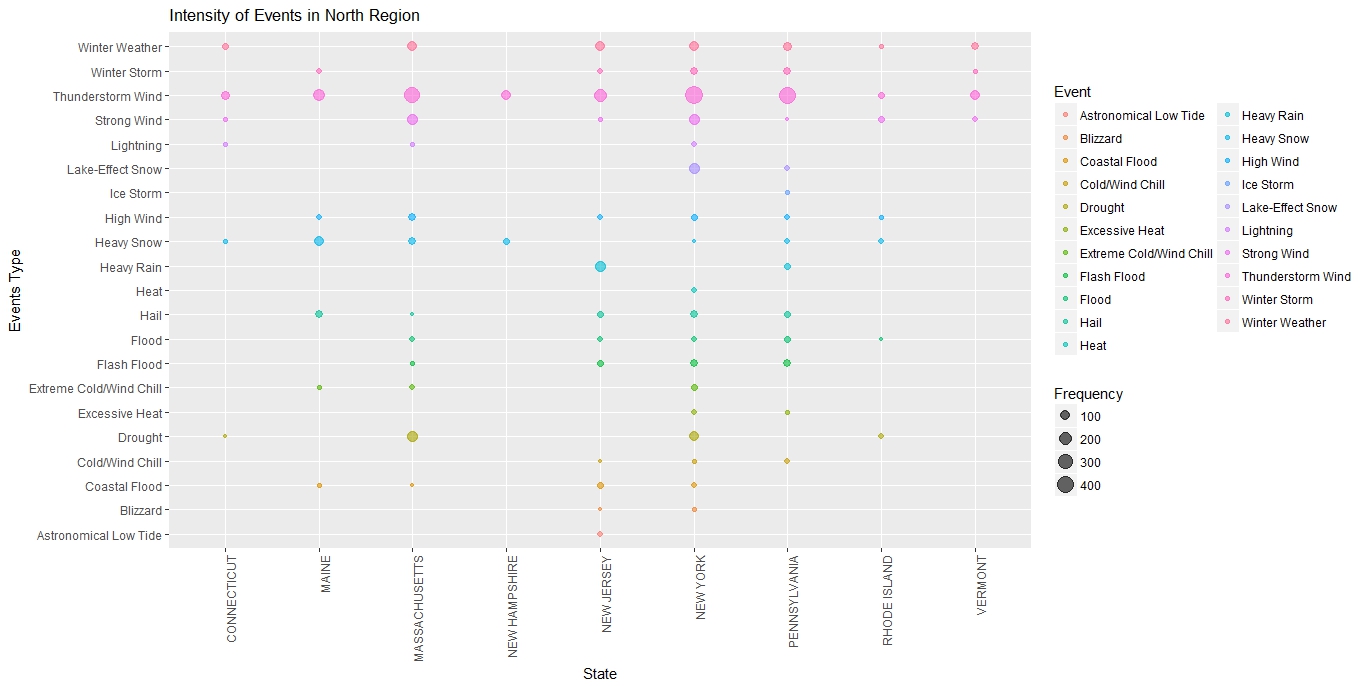 Intensity of Events in North Region
Events Type
Winter Weather
Winter Storm
Thunderstorm Wind
Strong Wind
Lightning
Lake-Effect Snow
Ice Storm
High Wind
Heavy Snow
Heavy Rain
Heat
Hail
Flood
Flash Flood
Extreme Cold/Wind Chill
Excessive Heat
Drought
Cold/Wind Chill
Coastal Flood
Blizzard
Astronomical Low Tide
CONNECTICUT
MAINE
MASSACHUSETTS
NEW HAMPSHIRE
NEW JERSEY
NEW YORK
PENNSYLVANIA
RHODE ISLAND
VERMONT
State
Event
Astronomical Low Tide
Blizzard
Coastal Flood
Cold/Wind Chill
Drought
Excessive Heat
Extreme Cold/Wind Chill
Flash Flood
Flood
Hail
Heat
Heavy Rain
Heavy Snow
High Wind
Ice Storm
Lake-Effect Snow
Lightning
Strong Wind
Thunderstorm Wind
Winter Storm
Winter Weather
Frequency
100
200
300
400